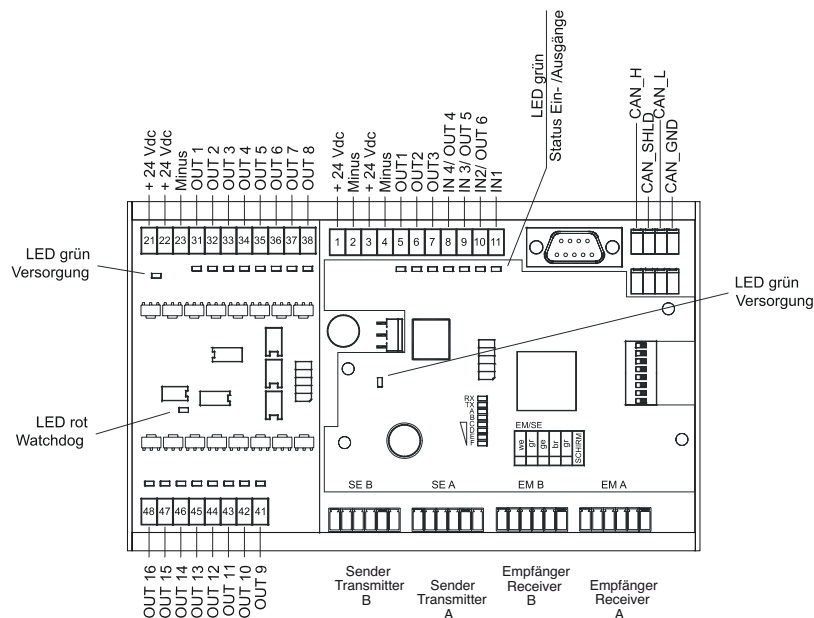 LED grün
Status Ein- /Ausgänge
CAN_H
CAN_SHLD
CAN_L
CAN_GND
+ 24 Vdc
+ 24 Vdc
Minus
OUT 1
OUT 2
OUT 3
OUT 4
OUT 5
OUT 6
OUT 7
OUT 8
+ 24 Vdc
Minus
+ 24 Vdc
Minus
OUT1
OUT2
OUT3
IN 4/ OUT 4
IN 3/ OUT 5
IN2/ OUT 6
IN1
21 22 23 31 32 33 34 35 36 37 38
1 2 3 4 5 6 7 8 9 10 11
LED grün
Versorgung
LED grün
Versorgung
LED rot
Watchdog
RX
TX
A
B
C
D
E
F
EM/SE
we
gr
ge
br
gr
SCHIRM
SE B
SE A
EM B
EM A
48 47 46 45 44 43 42 41
OUT 16
OUT 15
OUT 14
OUT 13
OUT 12
OUT 11
OUT 10
OUT 9
Sender
Transmitter
B
Sender
Transmitter
A
Empfänger
Receiver
B
Empfänger
Receiver
A